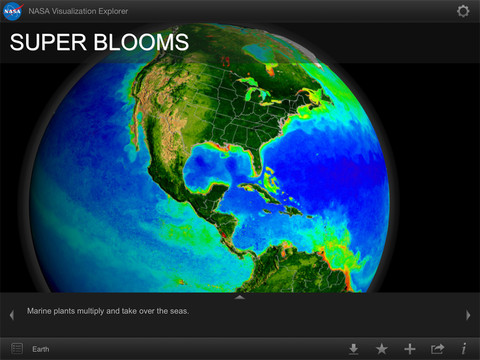 NASA
NASA Visualization Explorer
SUPER BLOOMS
Marine plants multiply and take over the seas.
Earth